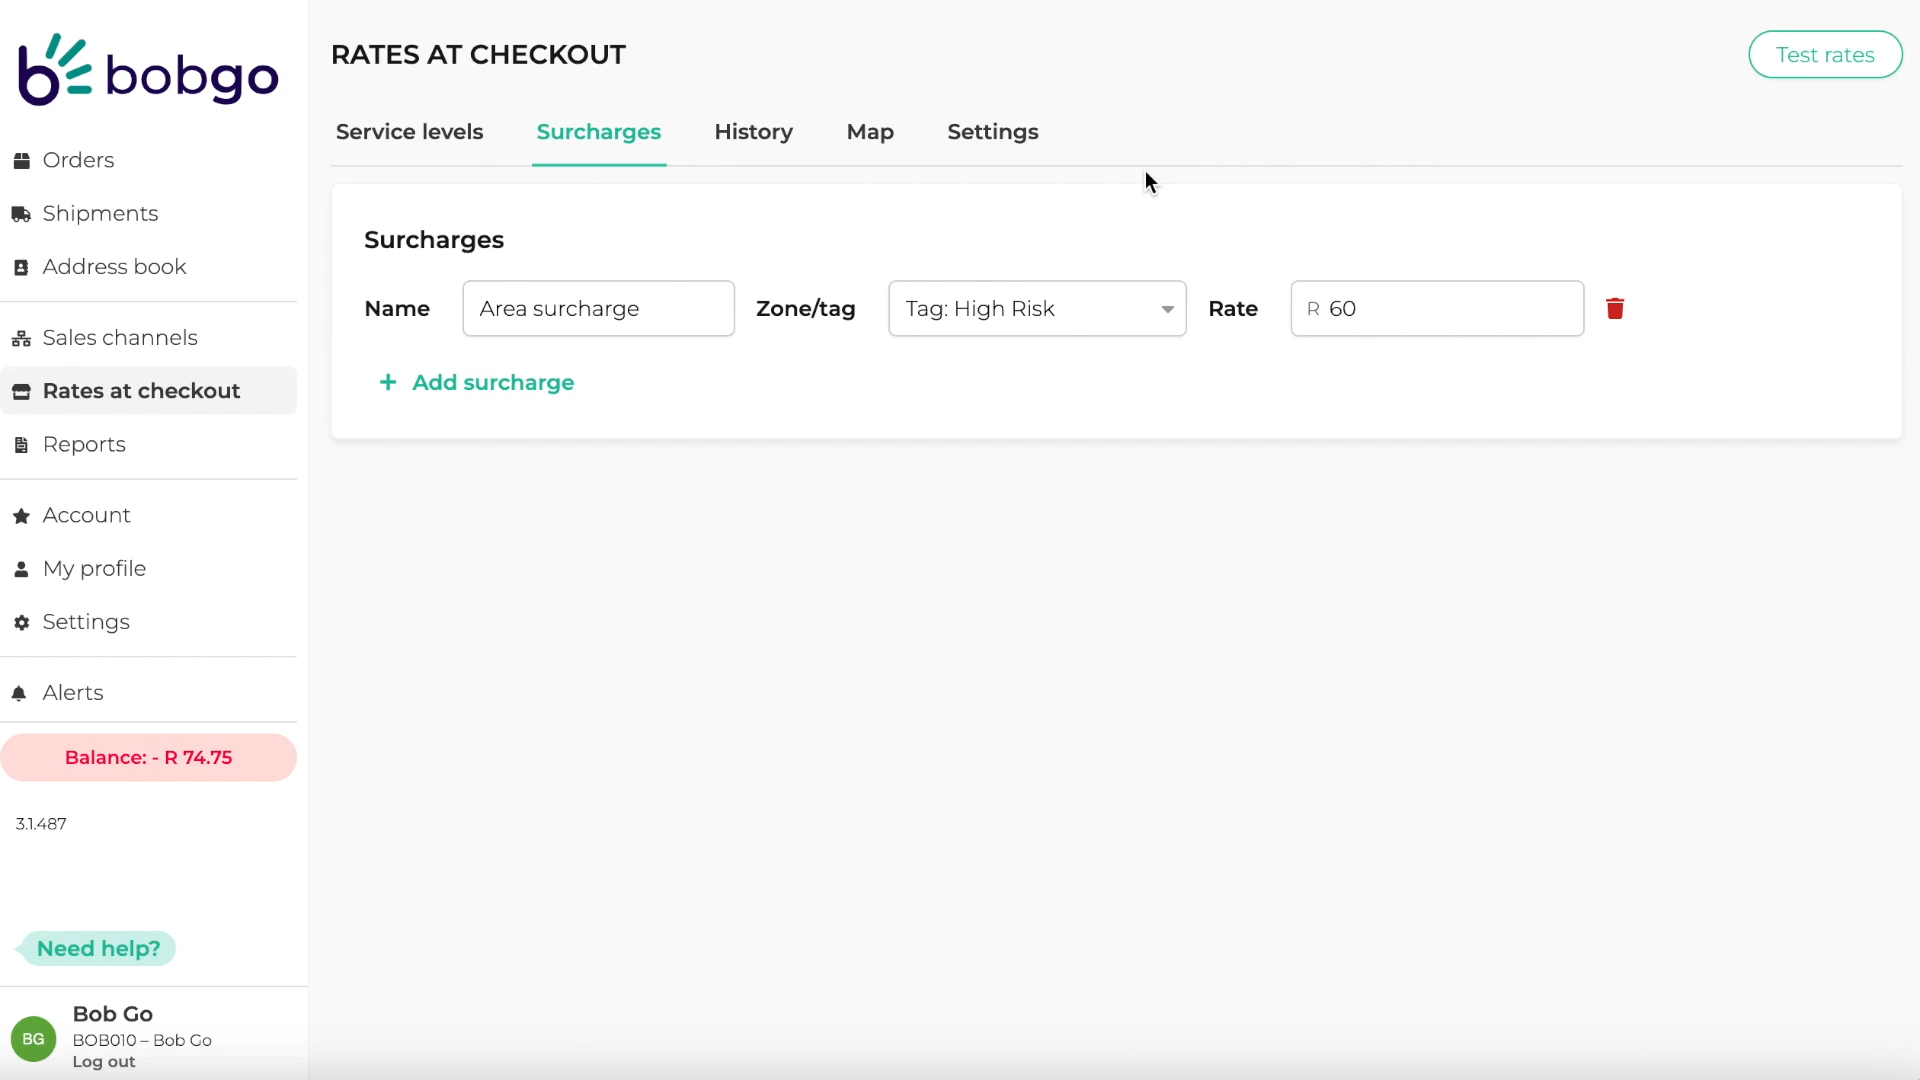 bobgo
Orders
Shipments
Address book
Sales channels
Rates at checkout
Reports
Account
My profile
Settings
Alerts
Balance: - R 74.75
3.1.487
Need help?
BG
Bob Go
BOB010 – Bob Go
Log out
RATES AT CHECKOUT
Test rates
Service levels
Surcharges
History
Map
Settings
Surcharges
Name Area surcharge Zone/tag Tag: High Risk Rate R 60
+ Add surcharge